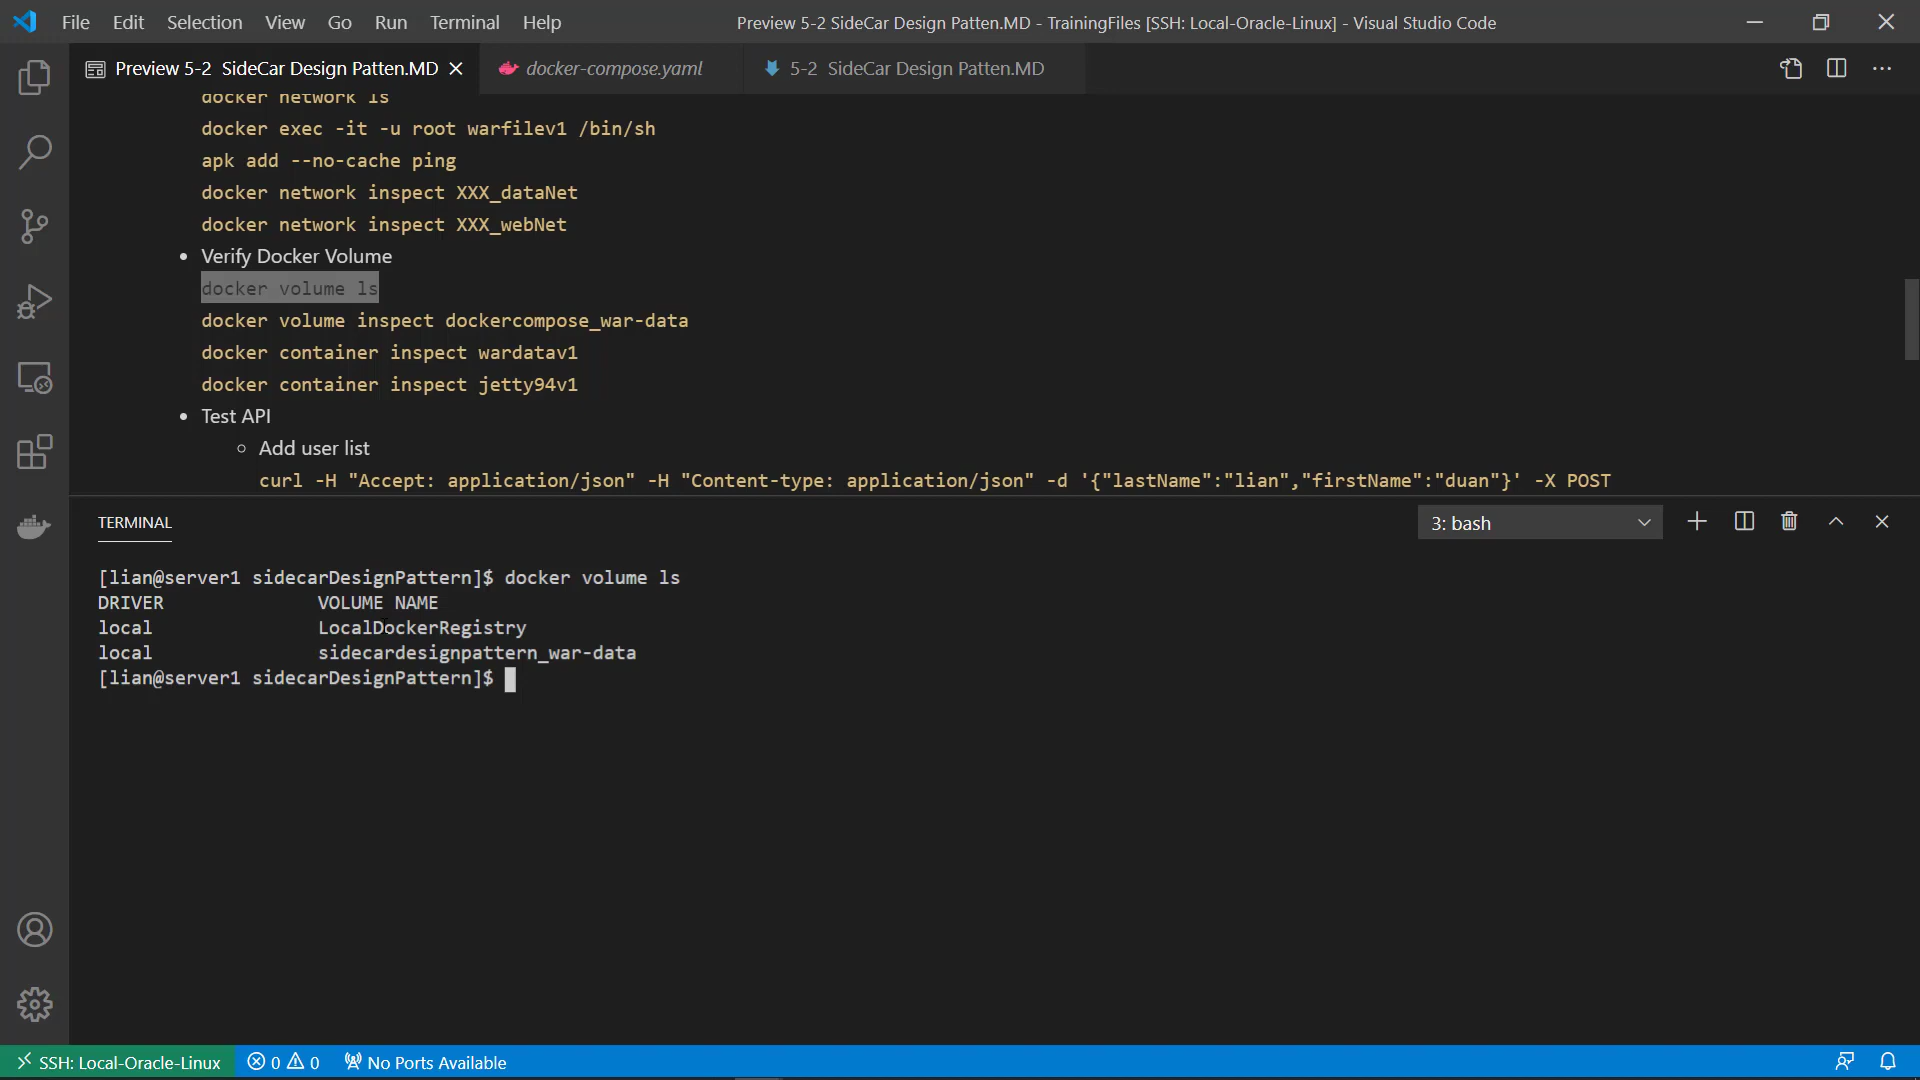 File Edit Selection View Go Run Terminal Help
Preview 5-2 SideCar Design Patten.MD - TrainingFiles [SSH: Local-Oracle-Linux] - Visual Studio Code
Preview 5-2 SideCar Design Patten.MD
docker-compose.yaml
5-2 SideCar Design Patten.MD
docker network ls
docker exec -it -u root warfilev1 /bin/sh
apk add --no-cache ping
docker network inspect XXX_dataNet
docker network inspect XXX_webNet
• Verify Docker Volume
docker volume ls
docker volume inspect dockercompose_war-data
docker container inspect wardatav1
docker container inspect jetty94v1
• Test API
◦ Add user list
curl -H "Accept: application/json" -H "Content-type: application/json" -d '{"lastName":"lian","firstName":"duan"}' -X POST
TERMINAL
3: bash
[lian@server1 sidecarDesignPattern]$ docker volume ls
DRIVER VOLUME NAME
local LocalDockerRegistry
local sidecardesignpattern_war-data
[lian@server1 sidecarDesignPattern]$
SSH: Local-Oracle-Linux 0 0 No Ports Available